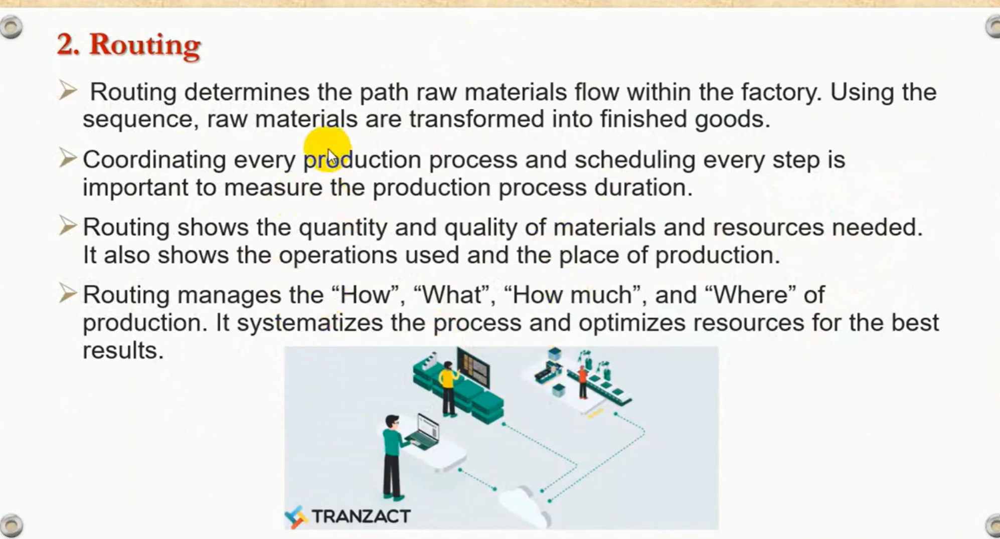 2. Routing
Routing determines the path raw materials flow within the factory. Using the
sequence, raw materials are transformed into finished goods.
Coordinating every production process and scheduling every step is
important to measure the production process duration.
Routing shows the quantity and quality of materials and resources needed.
It also shows the operations used and the place of production.
Routing manages the “How”, “What”, “How much”, and “Where” of
production. It systematizes the process and optimizes resources for the best
results.
TRANZACT